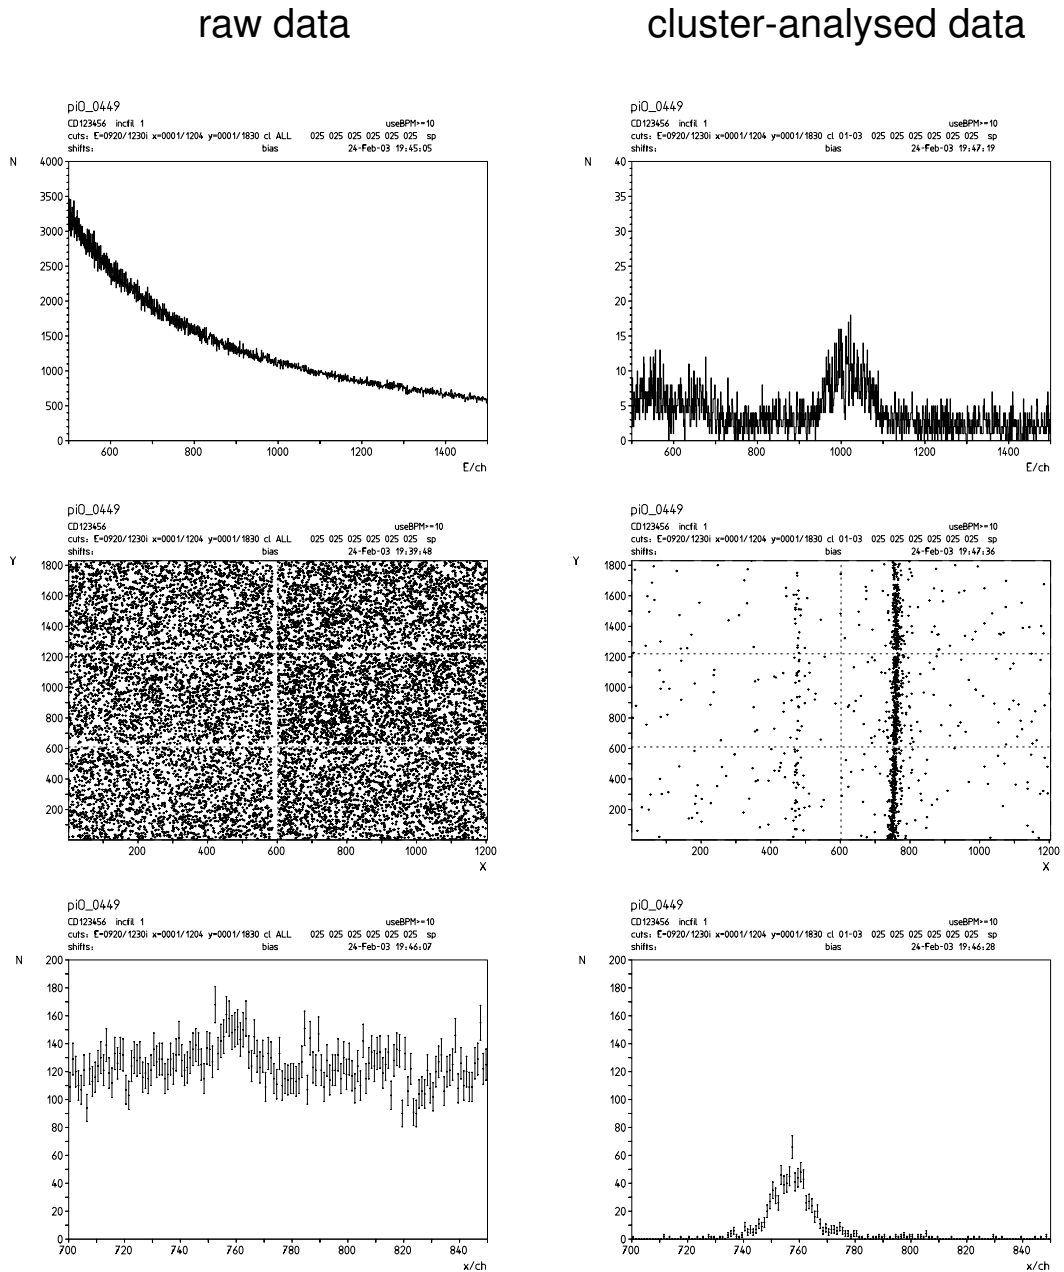 raw data
cluster-analysed data
pi0_0449
CD123456 incfil 1 useBPM>=10
cuts: E=0920/1230i x=0001/1204 y=0001/1830 cl ALL 025 025 025 025 025 025 sp
shifts: bias 24-Feb-03 19:45:05
N
4000
3500
3000
2500
2000
1500
1000
500
0
600 800 1000 1200 1400
E/ch
pi0_0449
CD123456 incfil 1 useBPM>=10
cuts: E=0920/1230i x=0001/1204 y=0001/1830 cl 01-03 025 025 025 025 025 025 sp
shifts: bias 24-Feb-03 19:47:19
N
40
35
30
25
20
15
10
5
0
600 800 1000 1200 1400
E/ch
pi0_0449
CD123456 useBPM>=10
cuts: E=0920/1230i x=0001/1204 y=0001/1830 cl ALL 025 025 025 025 025 025 sp
shifts: bias 24-Feb-03 19:39:48
Y
1800
1600
1400
1200
1000
800
600
400
200
200 400 600 800 1000 1200
X
pi0_0449
CD123456 incfil 1 useBPM>=10
cuts: E=0920/1230i x=0001/1204 y=0001/1830 cl 01-03 025 025 025 025 025 025 sp
shifts: bias 24-Feb-03 19:47:36
Y
1800
1600
1400
1200
1000
800
600
400
200
200 400 600 800 1000 1200
X
pi0_0449
CD123456 incfil 1 useBPM>=10
cuts: E=0920/1230i x=0001/1204 y=0001/1830 cl ALL 025 025 025 025 025 025 sp
shifts: bias 24-Feb-03 19:46:07
N
200
180
160
140
120
100
80
60
40
20
0
700 720 740 760 780 800 820 840
x/ch
pi0_0449
CD123456 incfil 1 useBPM>=10
cuts: E=0920/1230i x=0001/1204 y=0001/1830 cl 01-03 025 025 025 025 025 025 sp
shifts: bias 24-Feb-03 19:46:28
N
200
180
160
140
120
100
80
60
40
20
0
700 720 740 760 780 800 820 840
x/ch